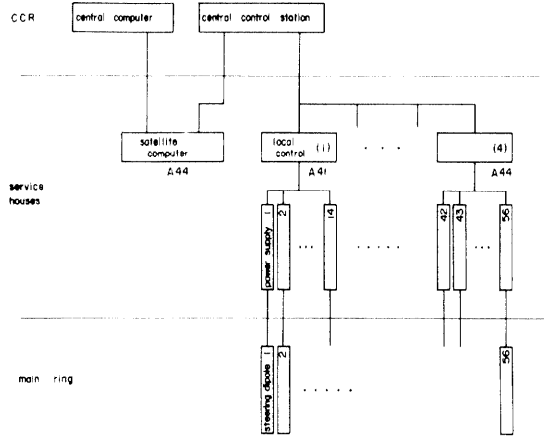 CCR
central computer
central control station
satellite
computer
local
control (1)
(4)
A44
A41
A44
service
houses
power supply 1
2
14
42
43
56
main ring
steering dipole 1
2
56